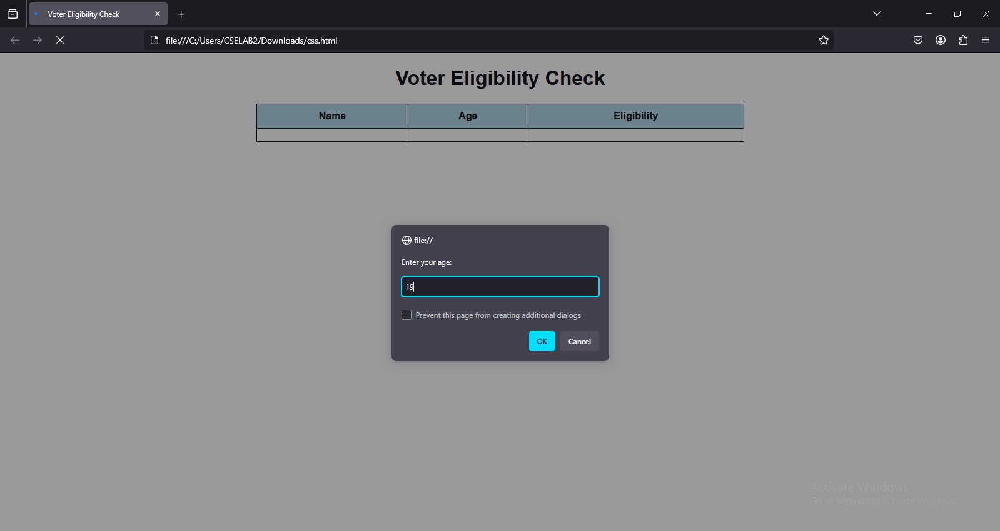 Voter Eligibility Check
file:///C:/Users/CSELAB2/Downloads/css.html
Voter Eligibility Check
Name Age Eligibility
file://
Enter your age:
19
Prevent this page from creating additional dialogs
OK Cancel
Activate Windows
Go to Settings to activate Windows.